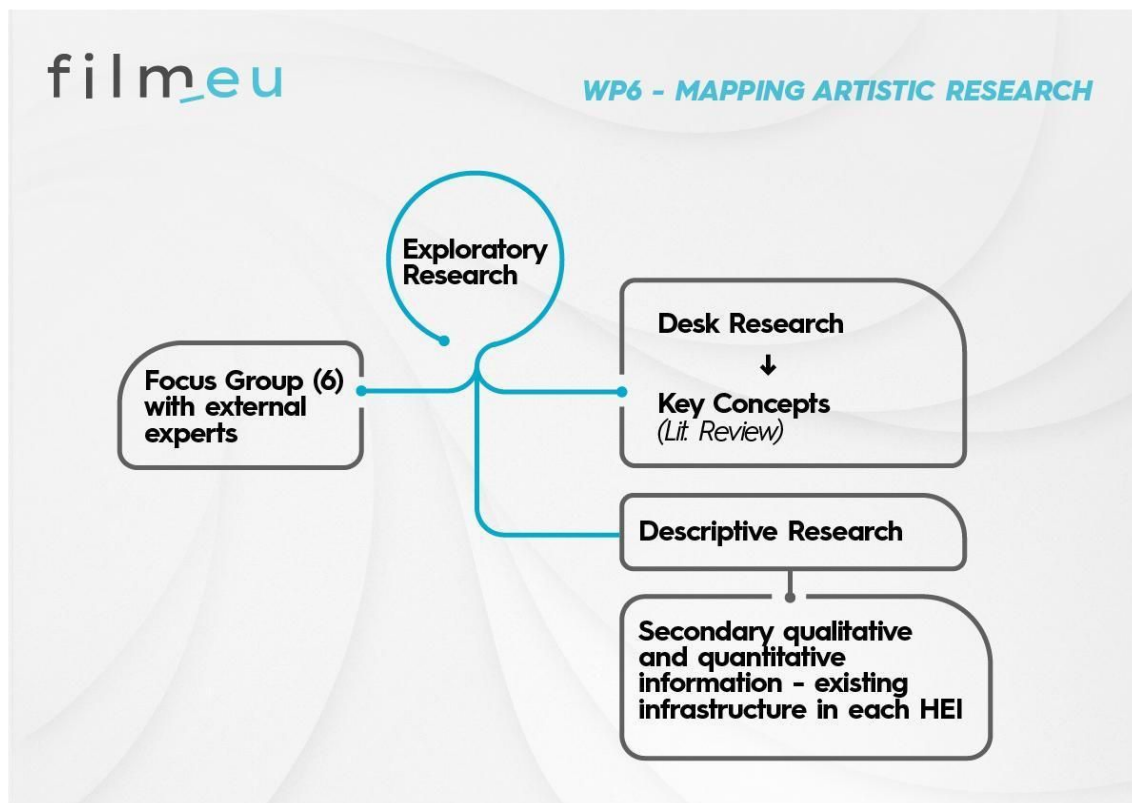 film_eu
WP6 - MAPPING ARTISTIC RESEARCH
Exploratory
Research
Focus Group (6)
with external
experts
Desk Research
↓
Key Concepts
(Lit. Review)
Descriptive Research
Secondary qualitative
and quantitative
information - existing
infrastructure in each HEI